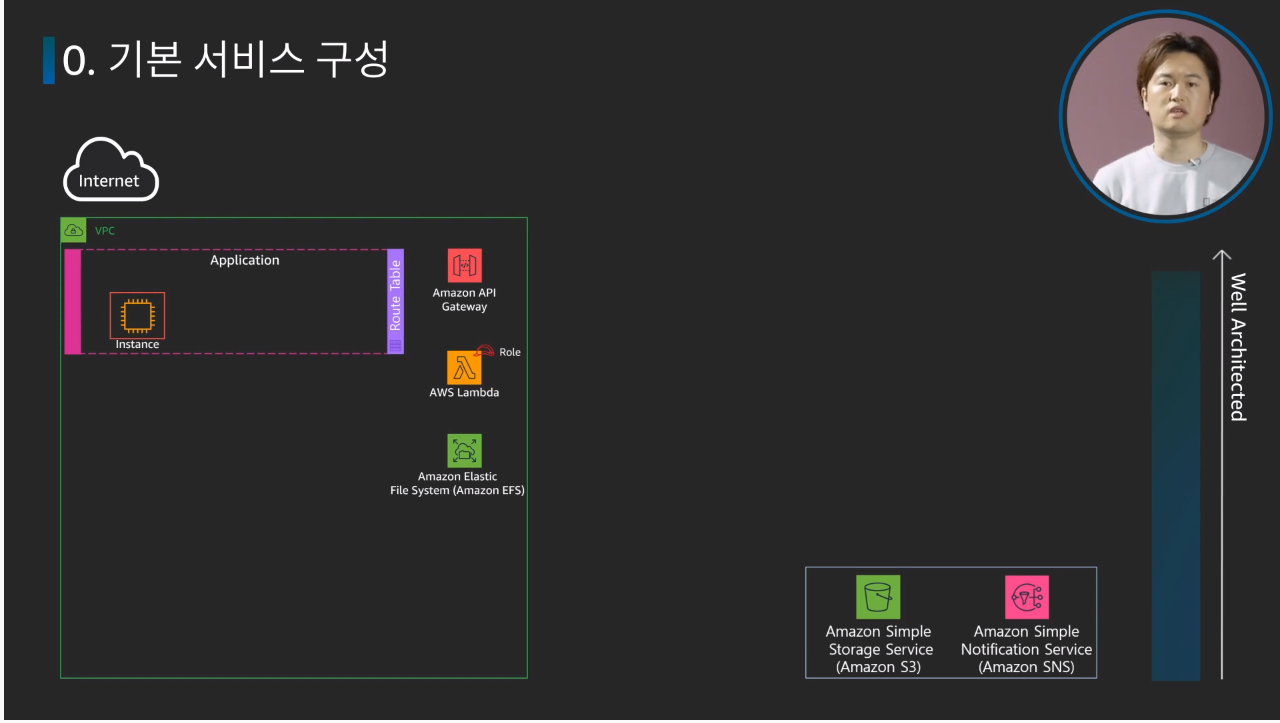 0. 기본 서비스 구성
Internet
VPC
Application
Route Table
Instance
Amazon API
Gateway
Role
AWS Lambda
Amazon Elastic
File System (Amazon EFS)
Amazon Simple
Storage Service
(Amazon S3)
Amazon Simple
Notification Service
(Amazon SNS)
Well Architected